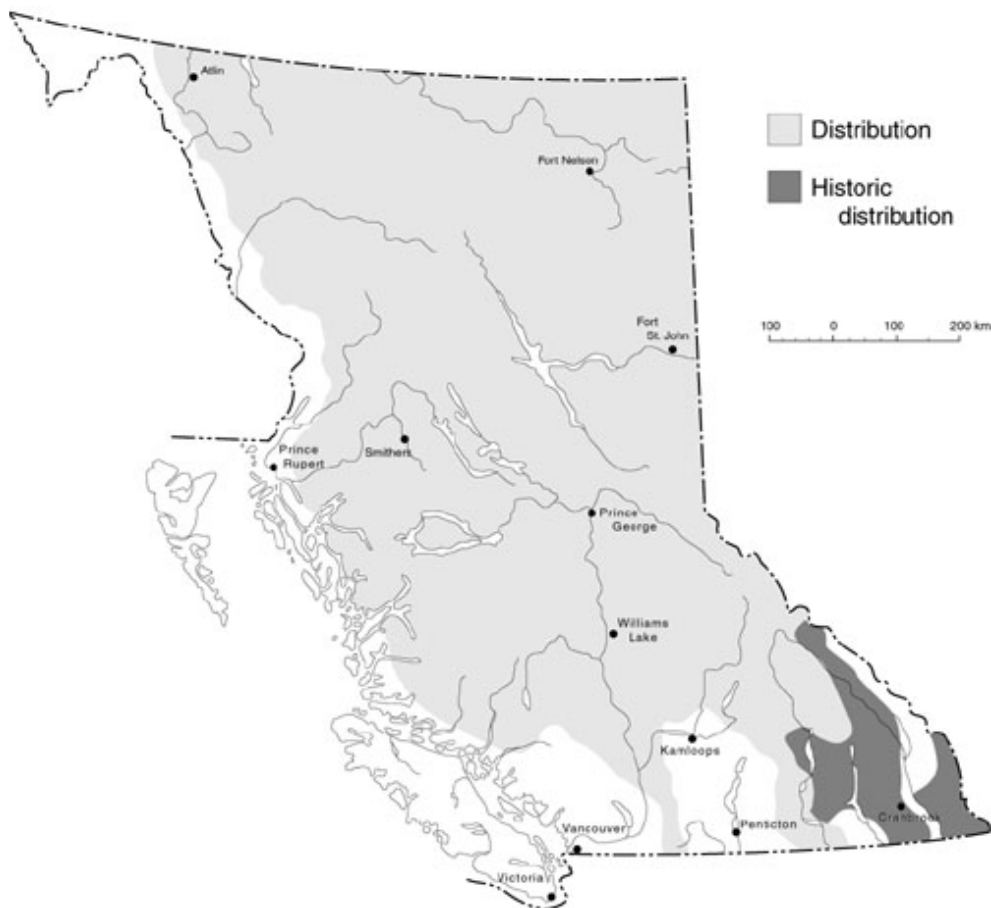 Atlin
Fort Nelson
Distribution
Historic
distribution
Fort
St. John
100 0 100 200 km
Prince
Rupert
Smithers
Prince
George
Williams
Lake
Kamloops
Cranbrook
Vancouver
Penticton
Victoria